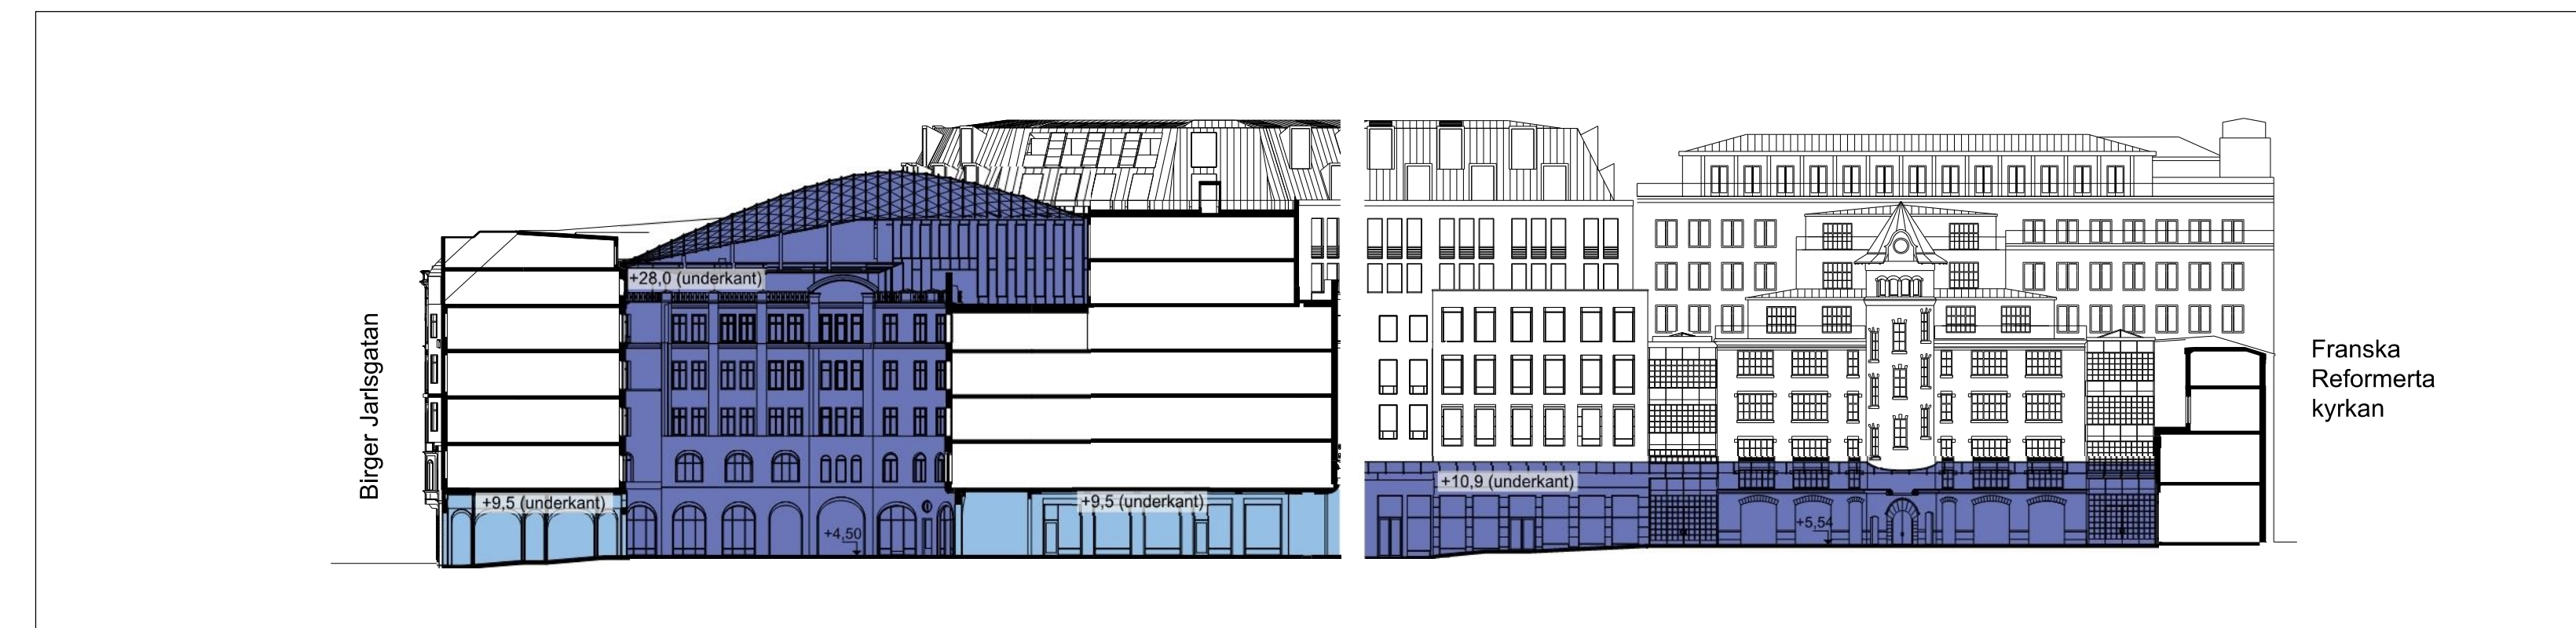 Birger Jarlsgatan
+28,0 (underkant)
+9,5 (underkant)
+4,50
+9,5 (underkant)
+10,9 (underkant)
+5,54
Franska
Reformerta
kyrkan